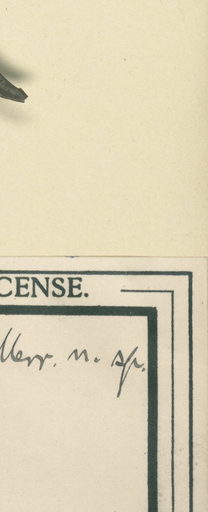 CENSE.
Merr. n. sp.